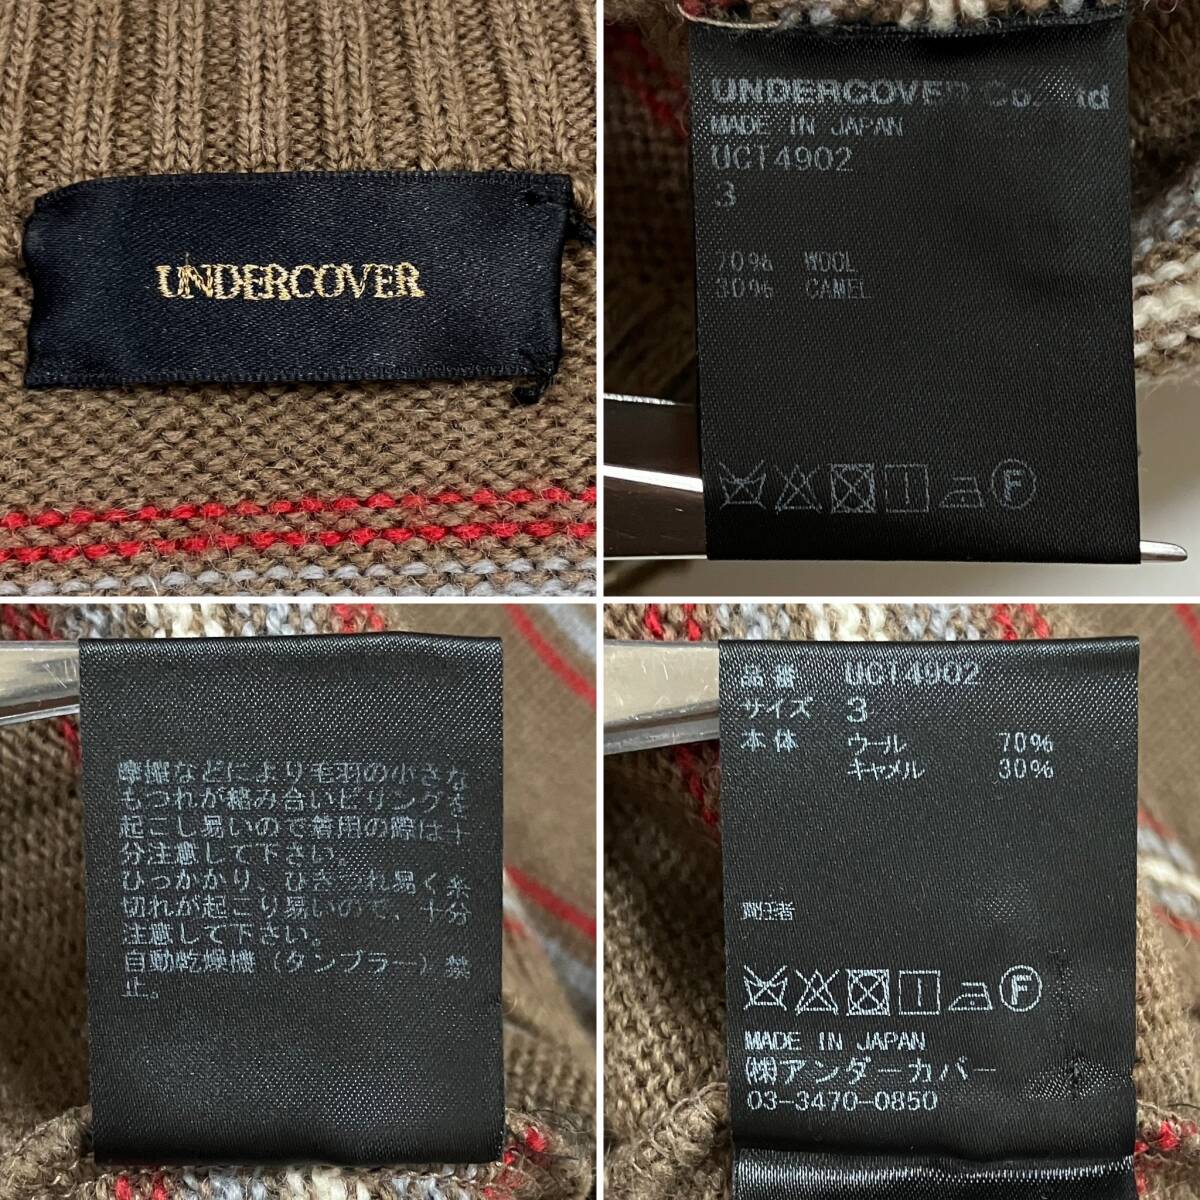 UNDERCOVER
UNDERCOVER Co. Ltd
MADE IN JAPAN
UCT4902
3
70% WOOL
30% CAMEL
F
摩擦などにより毛羽の小さな
もつれが絡み合いピリングを
起こし易いので着用の際は十
分注意して下さい。
ひっかかり、ひきつれ易く糸
切れが起こり易いので、十分
注意して下さい。
自動乾燥機(タンブラー)禁
止。
品番 UCT4902
サイズ 3
本体 ウール 70%
キャメル 30%
責任者
F
MADE IN JAPAN
㈱アンダーカバー
03-3470-0850